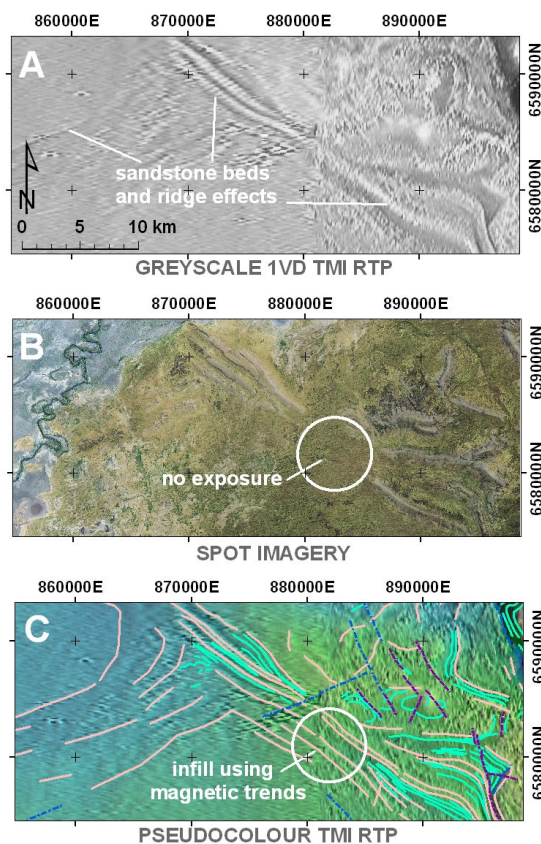 860000E 870000E 880000E 890000E
A
6590000N
sandstone beds
and ridge effects
N
0 5 10 km
6580000N
GREYSCALE 1VD TMI RTP
860000E 870000E 880000E 890000E
B
6590000N
no exposure
6580000N
SPOT IMAGERY
860000E 870000E 880000E 890000E
C
6590000N
infill using
magnetic trends
6580000N
PSEUDOCOLOUR TMI RTP